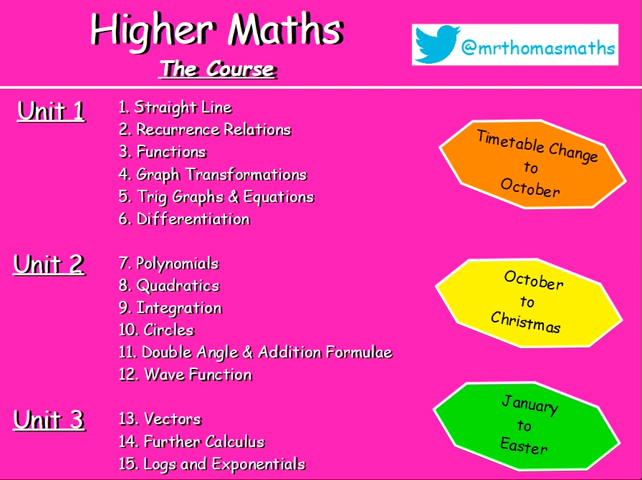 Higher Maths
The Course
@mrthomasmaths
Unit 1
1. Straight Line
2. Recurrence Relations
3. Functions
4. Graph Transformations
5. Trig Graphs & Equations
6. Differentiation
Timetable Change
to
October
Unit 2
7. Polynomials
8. Quadratics
9. Integration
10. Circles
11. Double Angle & Addition Formulae
12. Wave Function
October
to
Christmas
Unit 3
13. Vectors
14. Further Calculus
15. Logs and Exponentials
January
to
Easter